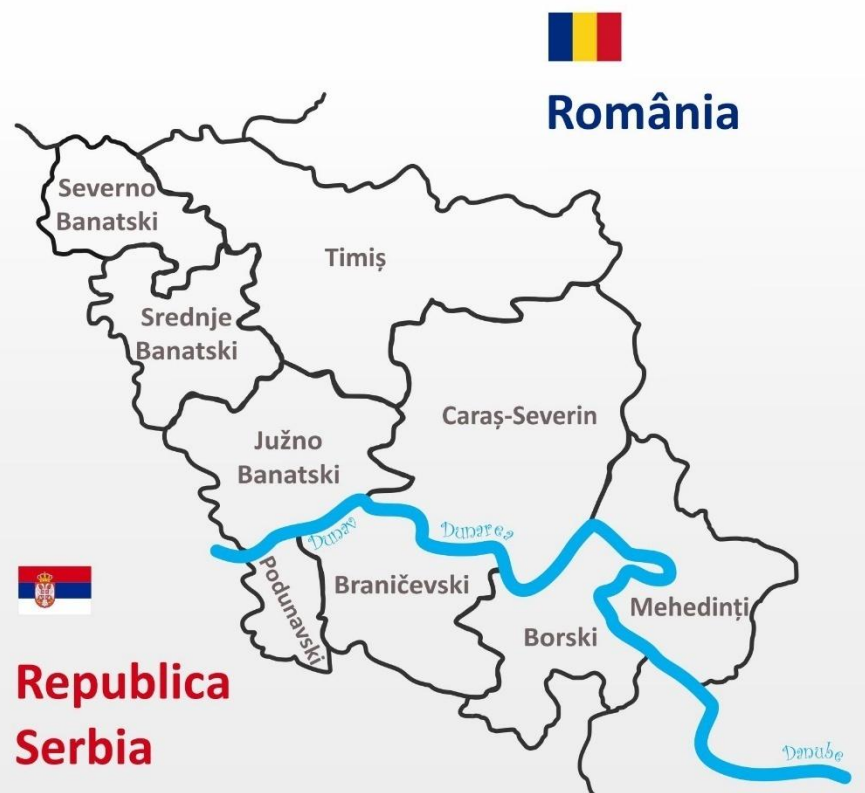 România
Severno
Banatski
Timiș
Srednje
Banatski
Caraș-Severin
Južno
Banatski
Dunav
Dunarea
Podunavski
Braničevski
Mehedinți
Borski
Republica
Serbia
Danube